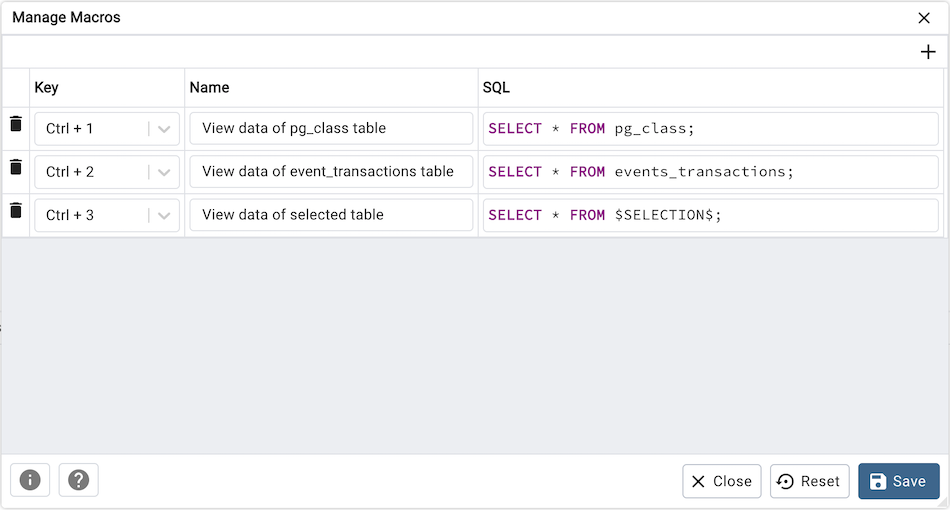 Manage Macros
Key Name SQL
Ctrl + 1 View data of pg_class table SELECT * FROM pg_class;
Ctrl + 2 View data of event_transactions table SELECT * FROM events_transactions;
Ctrl + 3 View data of selected table SELECT * FROM $SELECTION$;
Close Reset Save